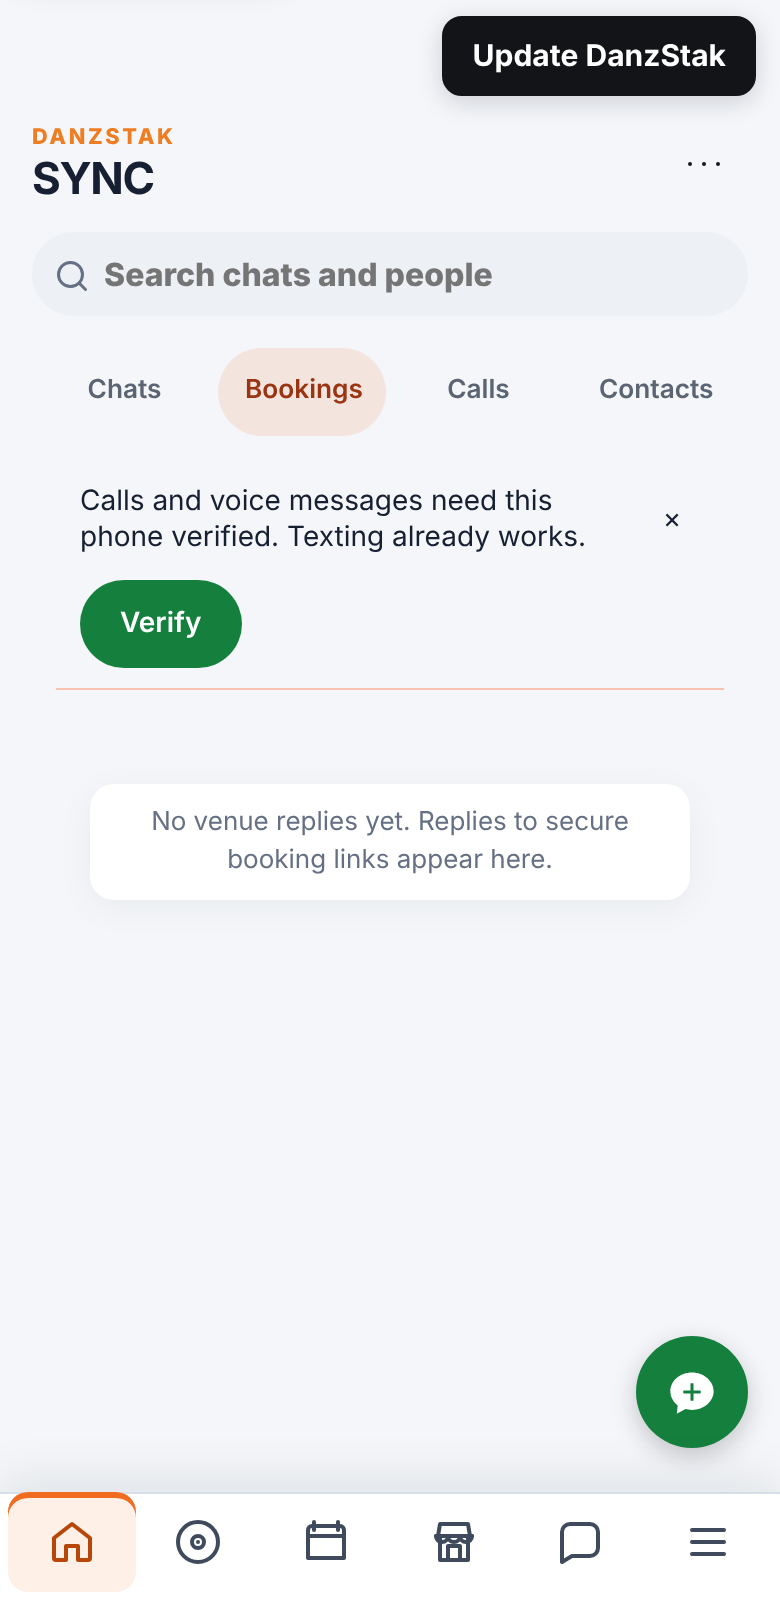 Update DanzStak
DANZSTAK
SYNC
Search chats and people
Chats Bookings Calls Contacts
Calls and voice messages need this
phone verified. Texting already works.
Verify
No venue replies yet. Replies to secure
booking links appear here.